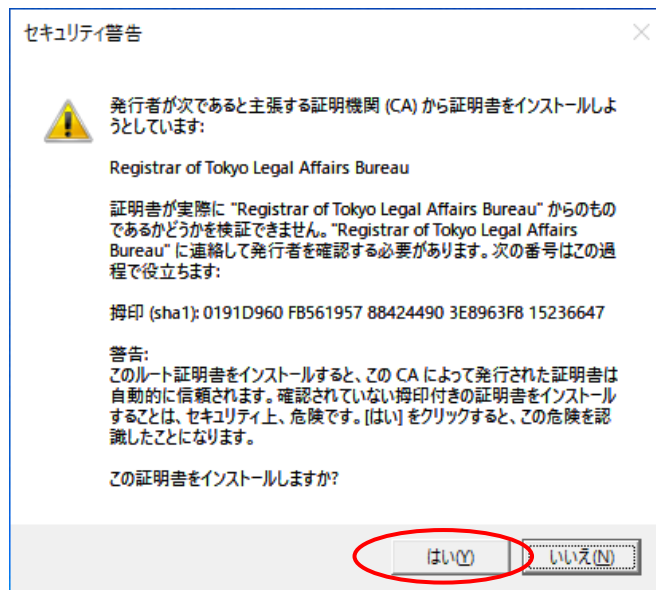 セキュリティ警告
発行者が次であると主張する証明機関 (CA) から証明書をインストールしよ
うとしています:
Registrar of Tokyo Legal Affairs Bureau
証明書が実際に "Registrar of Tokyo Legal Affairs Bureau" からのもの
であるかどうかを検証できません。"Registrar of Tokyo Legal Affairs
Bureau" に連絡して発行者を確認する必要があります。次の番号はこの過
程で役立ちます:
拇印 (sha1): 0191D960 FB561957 88424490 3E8963F8 15236647
警告:
このルート証明書をインストールすると、この CA によって発行された証明書は
自動的に信頼されます。確認されていない拇印付きの証明書をインストール
することは、セキュリティ上、危険です。[はい] をクリックすると、この危険を認
識したことになります。
この証明書をインストールしますか?
はい(Y)
いいえ(N)